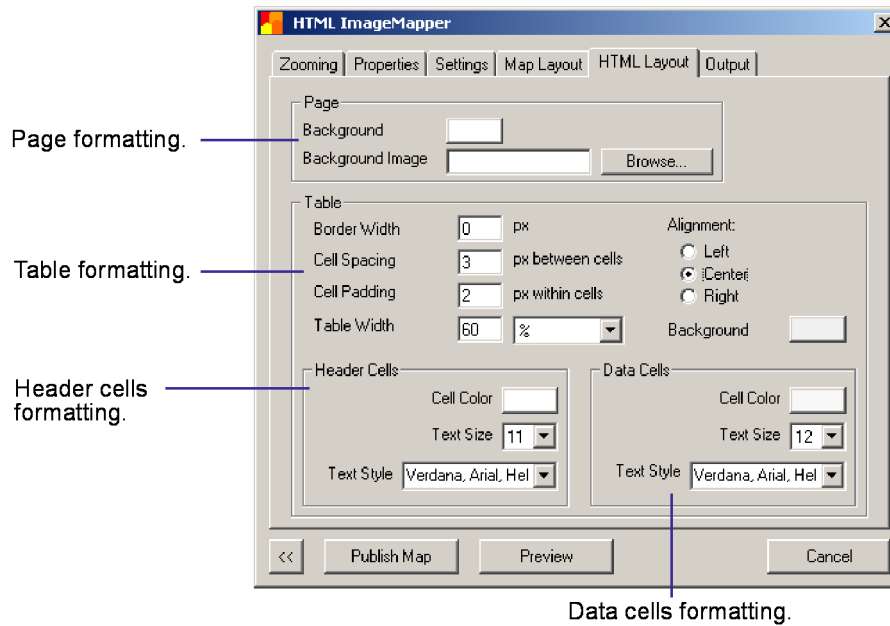 HTML ImageMapper
Zooming Properties Settings Map Layout HTML Layout Output
Page
Page formatting.
Background
Background Image Browse...
Table
Border Width 0 px Alignment:
Left
Table formatting.
Cell Spacing 3 px between cells
Center
Cell Padding 2 px within cells
Right
Table Width 60 % Background
Header cells
formatting.
Header Cells
Cell Color
Text Size 11
Text Style Verdana, Arial, Hel
Data Cells
Cell Color
Text Size 12
Text Style Verdana, Arial, Hel
<< Publish Map Preview Cancel
Data cells formatting.